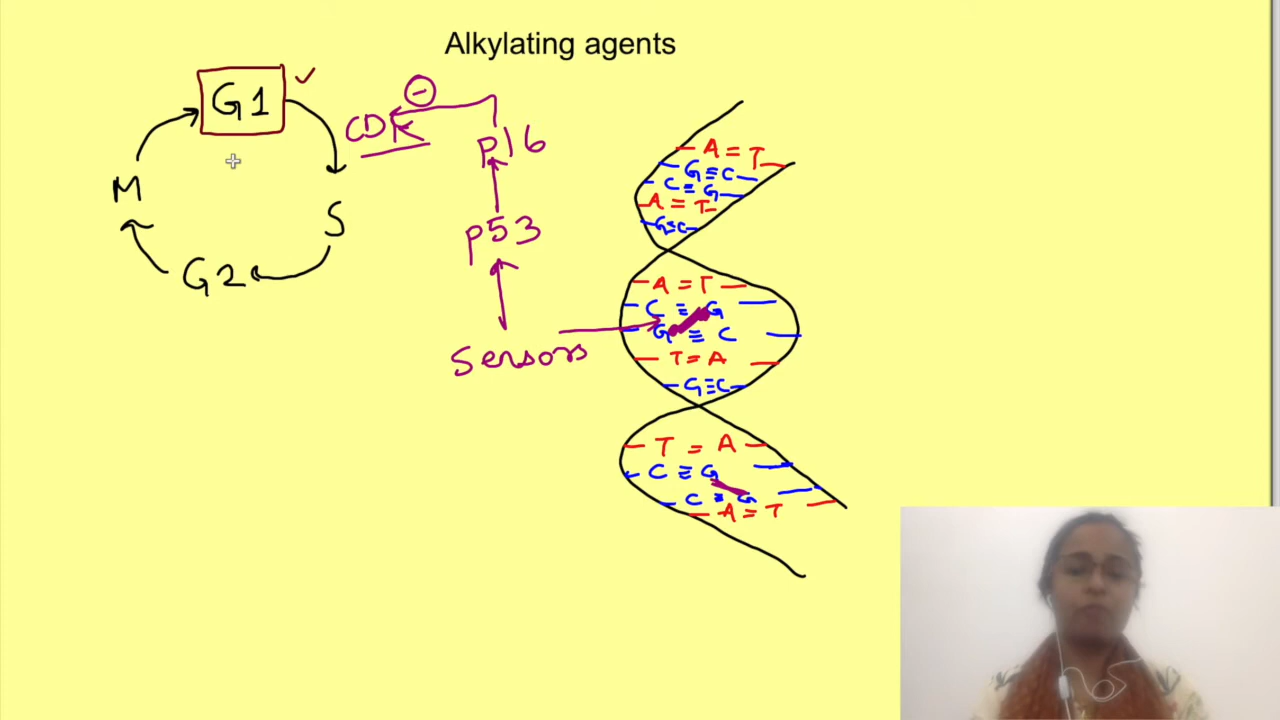 Alkylating agents
G1
S
G2
M
CDK
−
P16
P53
Sensors
A = T
G ≡ C
C ≡ G
A = T
G ≡ C
A = T
C ≡ G
G ≡ C
T = A
G ≡ C
T = A
C ≡ G
C ≡ G
A = T